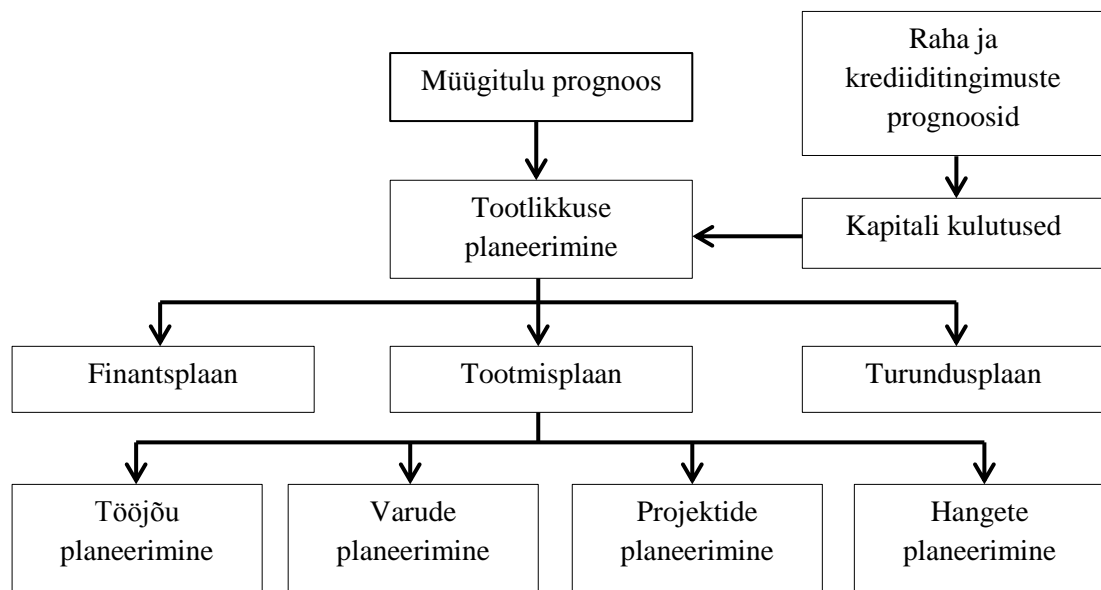 Müügitulu prognoos
Raha ja
krediiditingimuste
prognoosid
Tootlikkuse
planeerimine
Kapitali kulutused
Finantsplaan
Tootmisplaan
Turundusplaan
Tööjõu
planeerimine
Varude
planeerimine
Projektide
planeerimine
Hangete
planeerimine